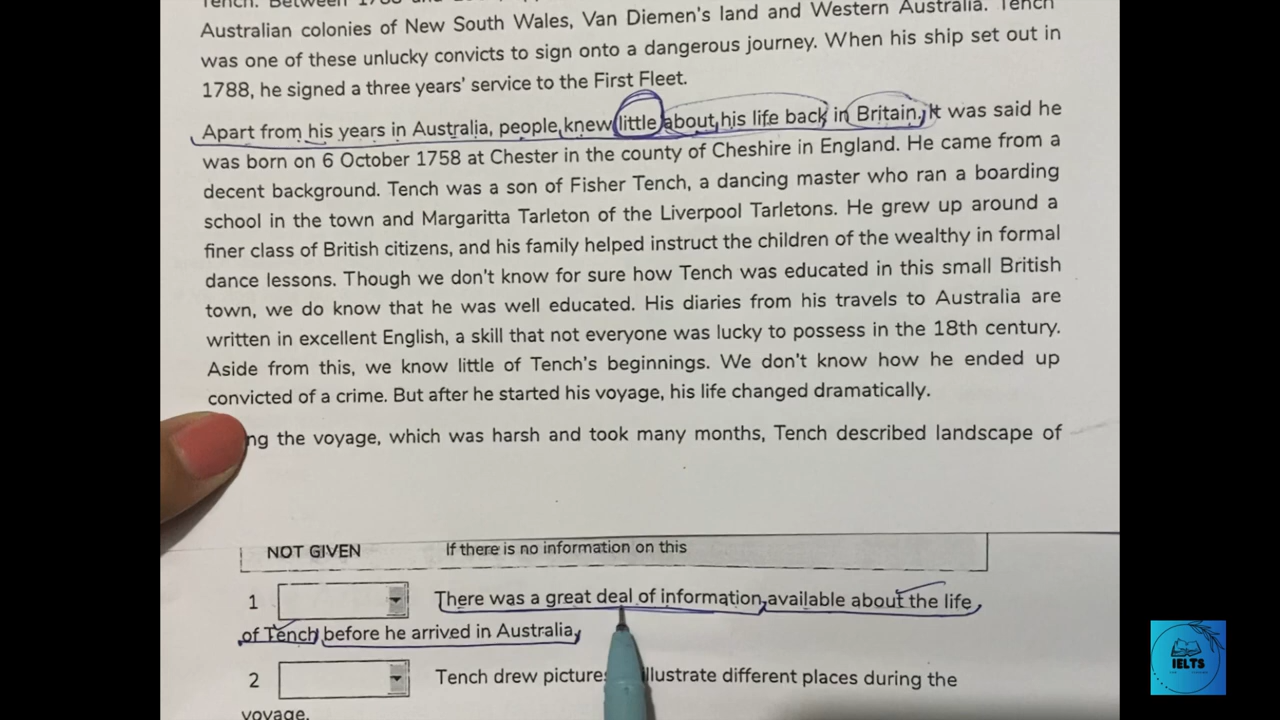 Australian colonies of New South Wales, Van Diemen's land and Western Australia. Tench
was one of these unlucky convicts to sign onto a dangerous journey. When his ship set out in
1788, he signed a three years' service to the First Fleet.
Apart from his years in Australia, people knew little about his life back in Britain. It was said he
was born on 6 October 1758 at Chester in the county of Cheshire in England. He came from a
decent background. Tench was a son of Fisher Tench, a dancing master who ran a boarding
school in the town and Margaritta Tarleton of the Liverpool Tarletons. He grew up around a
finer class of British citizens, and his family helped instruct the children of the wealthy in formal
dance lessons. Though we don't know for sure how Tench was educated in this small British
town, we do know that he was well educated. His diaries from his travels to Australia are
written in excellent English, a skill that not everyone was lucky to possess in the 18th century.
Aside from this, we know little of Tench's beginnings. We don't know how he ended up
convicted of a crime. But after he started his voyage, his life changed dramatically.
ng the voyage, which was harsh and took many months, Tench described landscape of
NOT GIVEN If there is no information on this
1 There was a great deal of information available about the life
of Tench before he arrived in Australia.
2 Tench drew pictures illustrate different places during the
voyage.
IELTS